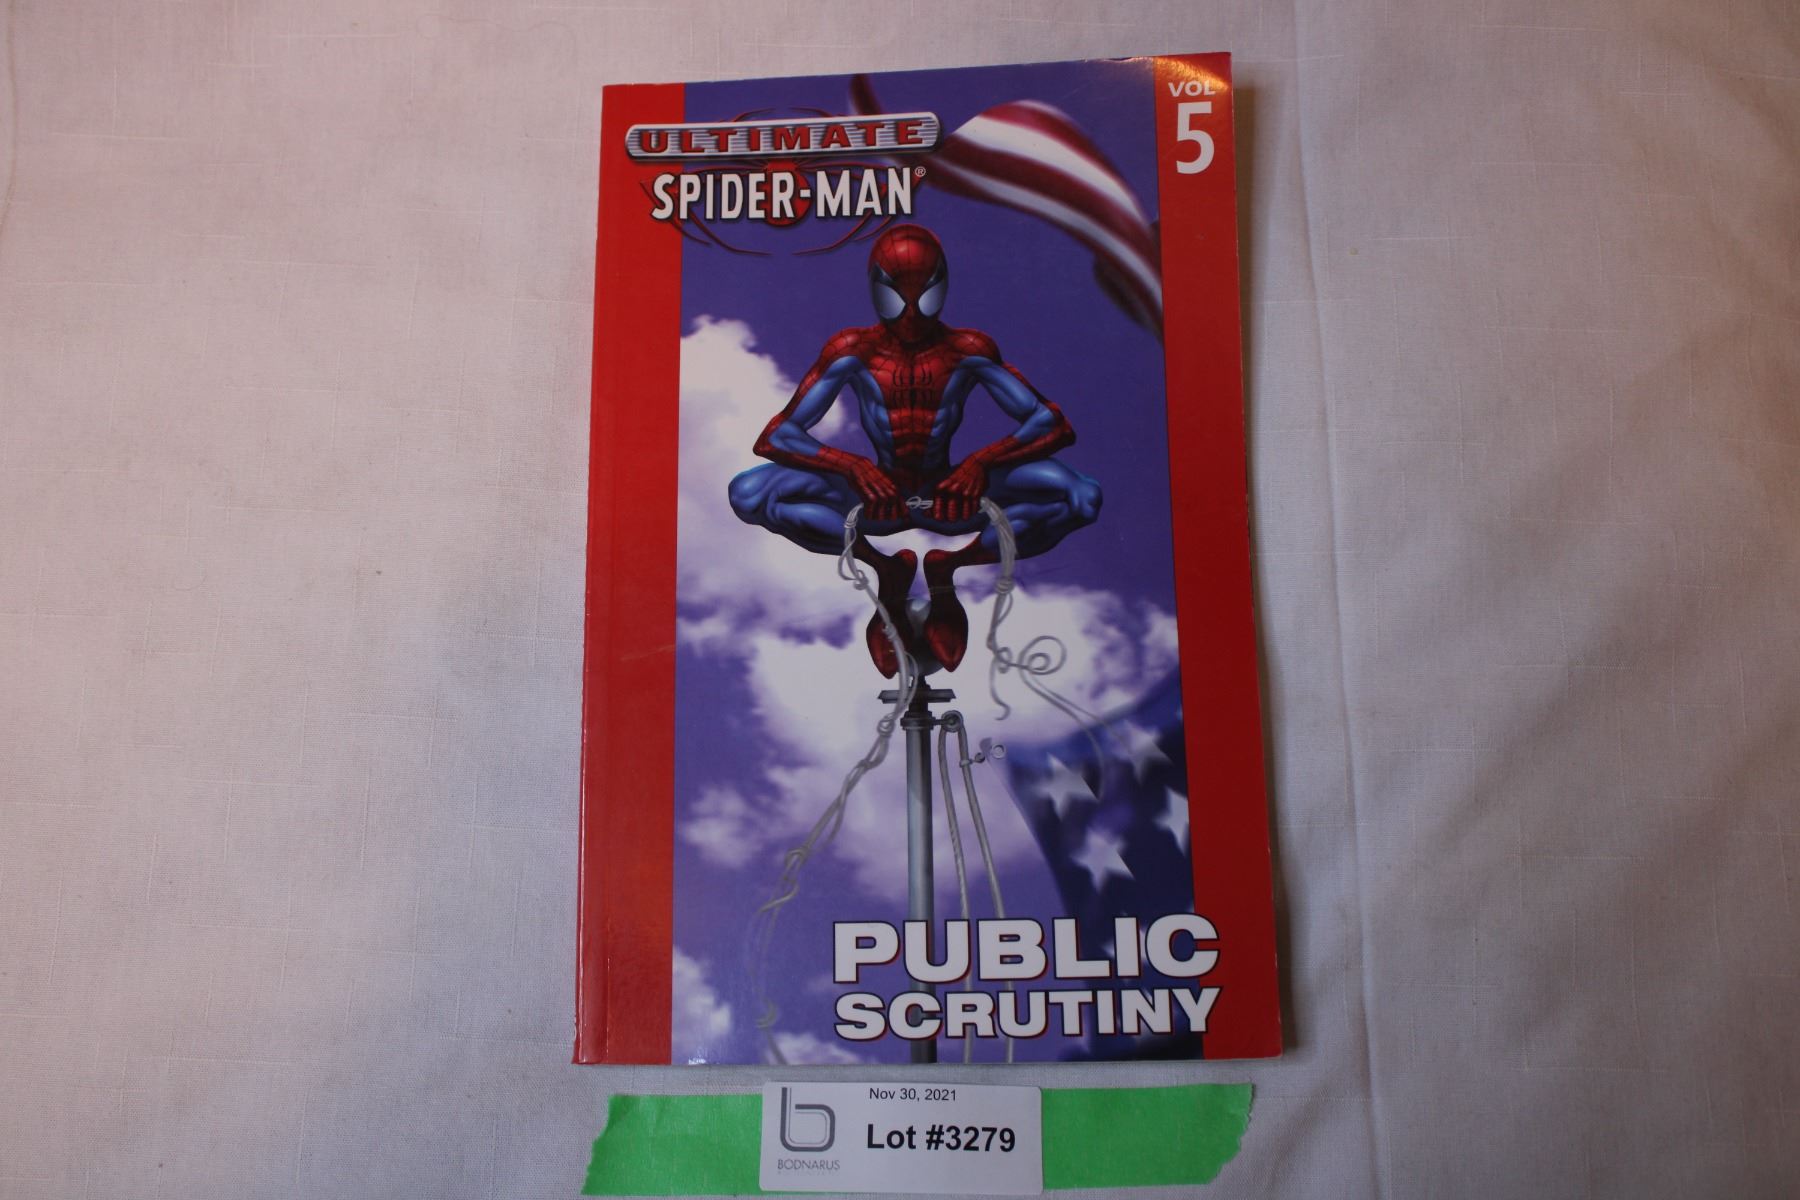 VOL
5
ULTIMATE
SPIDER-MAN®
PUBLIC
SCRUTINY
Nov 30, 2021
Lot #3279
BODNARUS